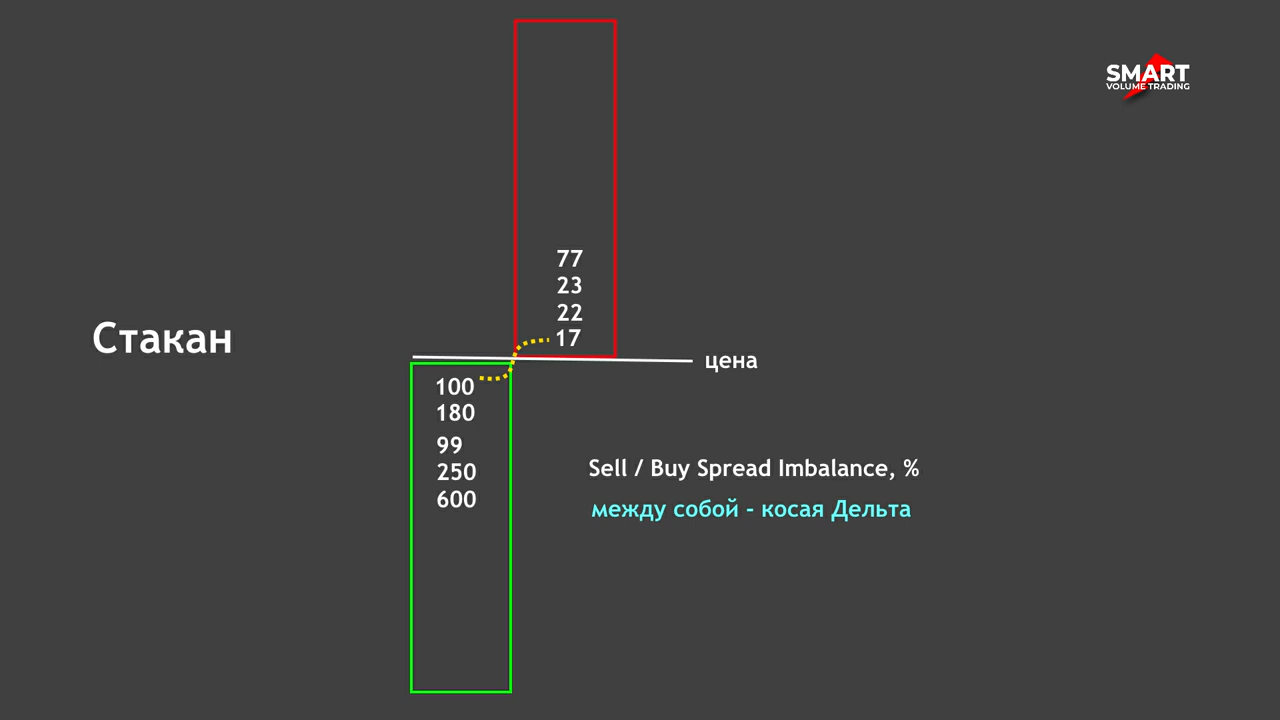 SMART
VOLUME TRADING
77
23
22
17
Стакан
цена
100
180
99
250
600
Sell / Buy Spread Imbalance, %
между собой - косая Дельта